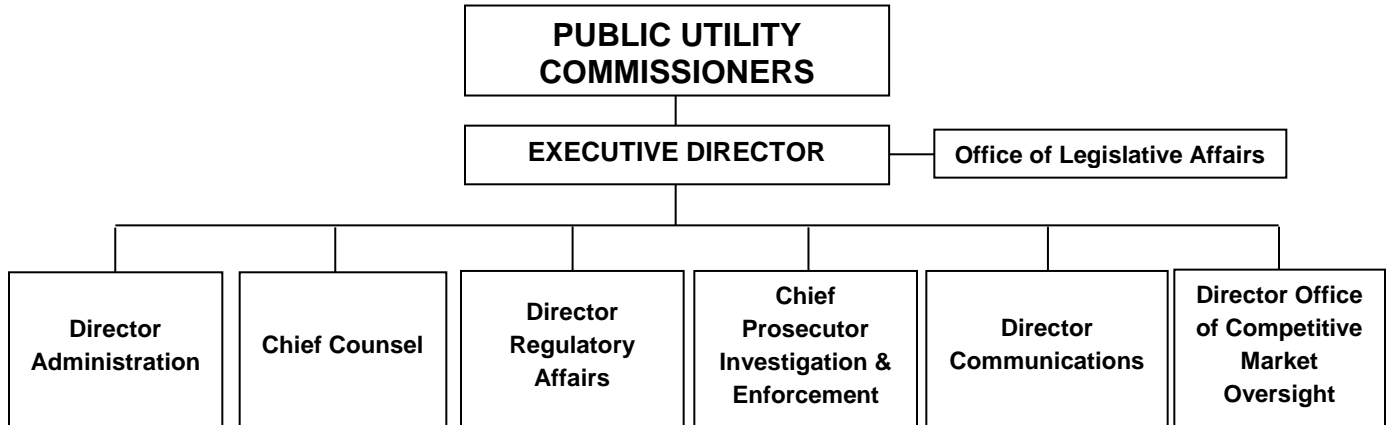 PUBLIC UTILITY
COMMISSIONERS
EXECUTIVE DIRECTOR
Office of Legislative Affairs
Director
Administration
Chief Counsel
Director
Regulatory
Affairs
Chief
Prosecutor
Investigation &
Enforcement
Director
Communications
Director Office
of Competitive
Market
Oversight